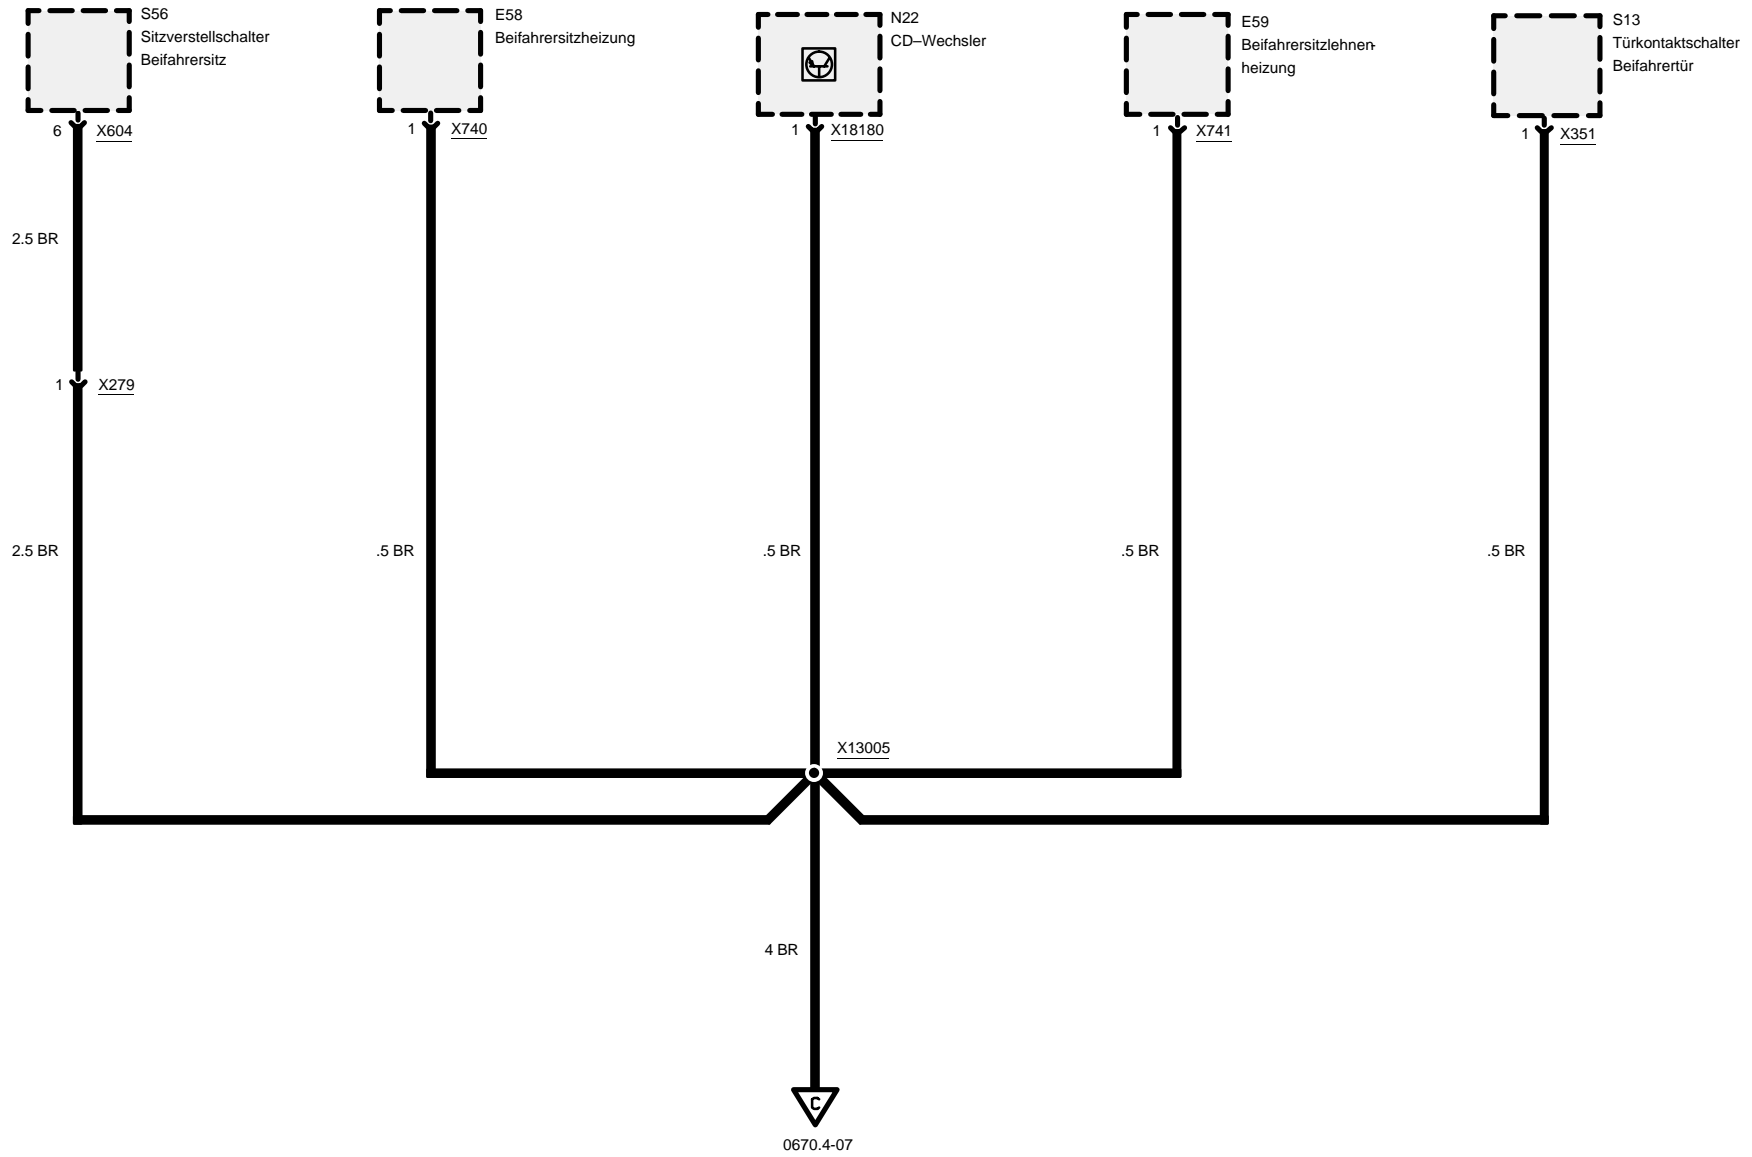 S56
Sitzverstellschalter
Beifahrersitz
6 X604
E58
Beifahrersitzheizung
1 X740
N22
CD–Wechsler
1 X18180
E59
Beifahrersitzlehnen-
heizung
1 X741
S13
Türkontaktschalter
Beifahrertür
1 X351
2.5 BR
1 X279
2.5 BR
.5 BR
.5 BR
.5 BR
.5 BR
X13005
4 BR
C
0670.4-07